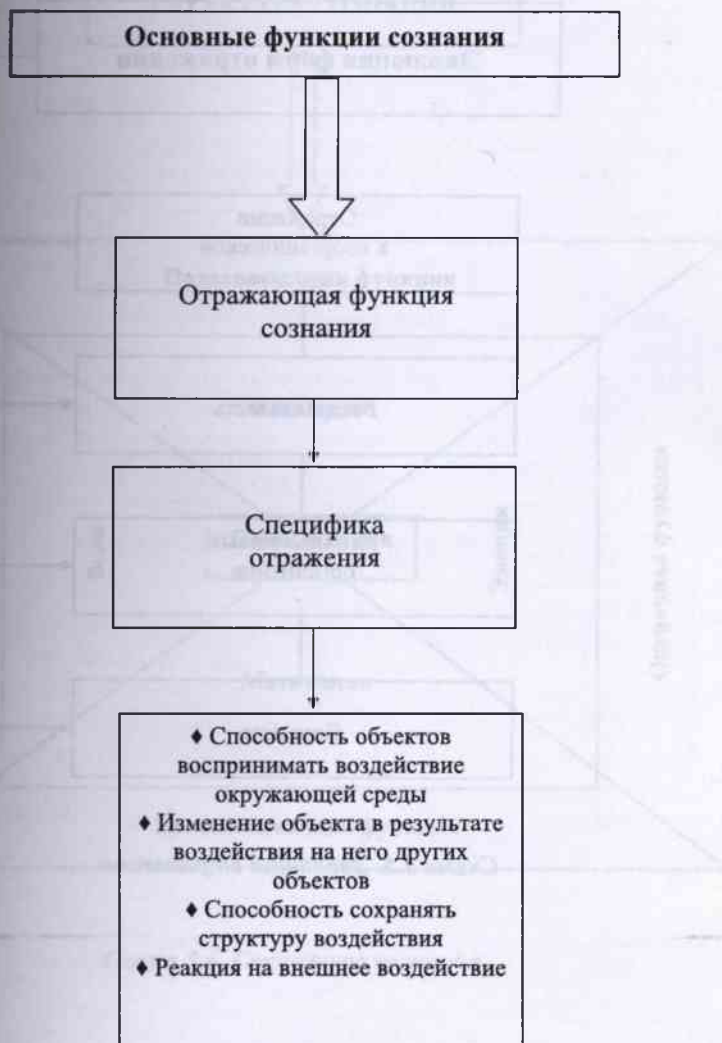 Основные функции сознания
Отражающая функция
сознания
Специфика
отражения
♦ Способность объектов
воспринимать воздействие
окружающей среды
♦ Изменение объекта в результате
воздействия на него других
объектов
♦ Способность сохранять
структуру воздействия
♦ Реакция на внешнее воздействие